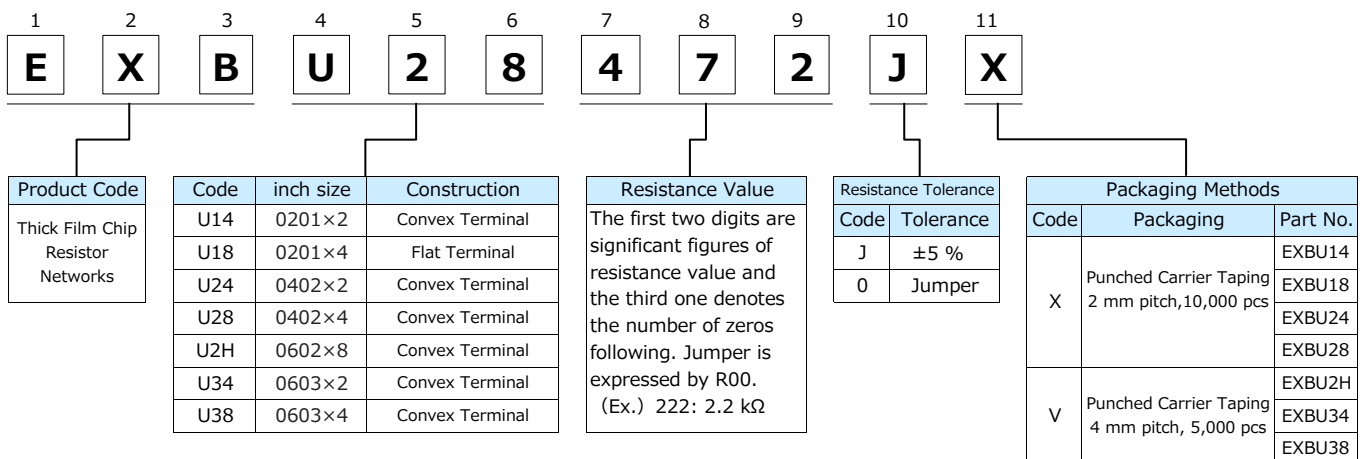 1 2 3 4 5 6 7 8 9 10 11
E X B U 2 8 4 7 2 J X
Product Code
Thick Film Chip
Resistor
Networks
Code inch size Construction
U14 0201×2 Convex Terminal
U18 0201×4 Flat Terminal
U24 0402×2 Convex Terminal
U28 0402×4 Convex Terminal
U2H 0602×8 Convex Terminal
U34 0603×2 Convex Terminal
U38 0603×4 Convex Terminal
Resistance Value
The first two digits are
significant figures of
resistance value and
the third one denotes
the number of zeros
following. Jumper is
expressed by R00.
（Ex.）222: 2.2 kΩ
Resistance Tolerance
Code Tolerance
J ±5 %
0 Jumper
Packaging Methods
Code Packaging Part No.
X
Punched Carrier Taping
2 mm pitch,10,000 pcs
EXBU14
EXBU18
EXBU24
EXBU28
V
Punched Carrier Taping
4 mm pitch, 5,000 pcs
EXBU2H
EXBU34
EXBU38